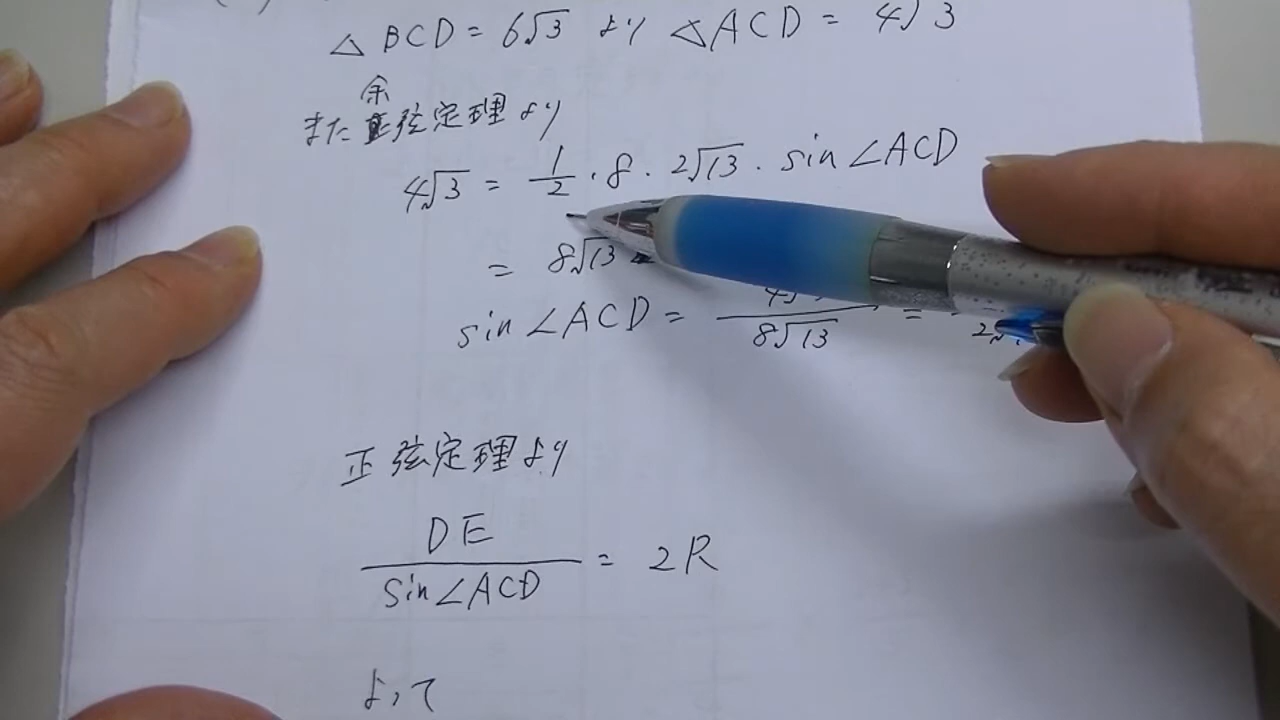 △BCD = 6√3 より △ACD = 4√3
余
また 弦定理より
4√3 = 1/2 · 8 · 2√13 · sin∠ACD
= 8√13
sin∠ACD = 4√ / 8√13 = 2√
正弦定理より
DE / sin∠ACD = 2R
よって